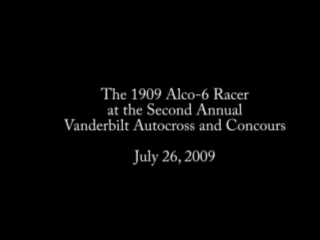 The 1909 Alco-6 Racer
at the Second Annual
Vanderbilt Autocross and Concours
July 26, 2009